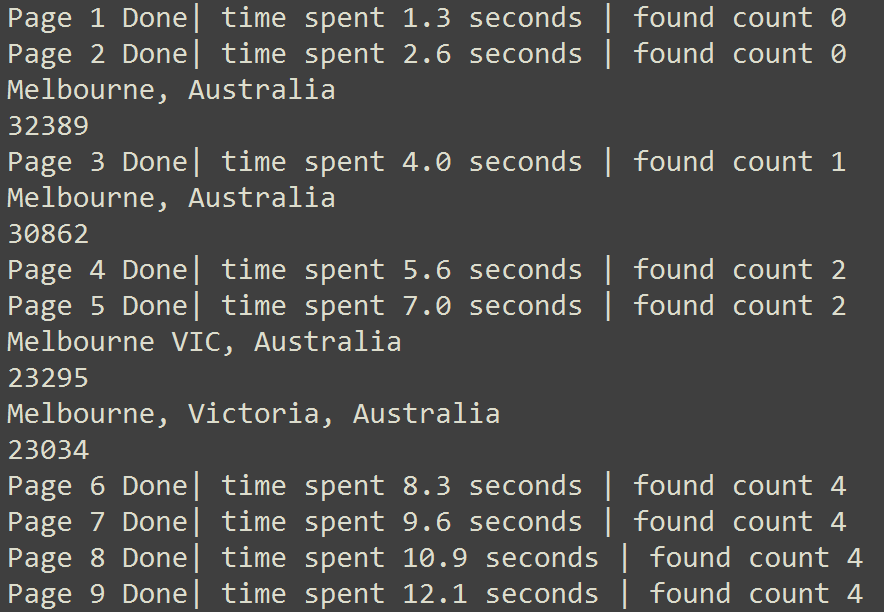 Page 1 Done| time spent 1.3 seconds | found count 0
Page 2 Done| time spent 2.6 seconds | found count 0
Melbourne, Australia
32389
Page 3 Done| time spent 4.0 seconds | found count 1
Melbourne, Australia
30862
Page 4 Done| time spent 5.6 seconds | found count 2
Page 5 Done| time spent 7.0 seconds | found count 2
Melbourne VIC, Australia
23295
Melbourne, Victoria, Australia
23034
Page 6 Done| time spent 8.3 seconds | found count 4
Page 7 Done| time spent 9.6 seconds | found count 4
Page 8 Done| time spent 10.9 seconds | found count 4
Page 9 Done| time spent 12.1 seconds | found count 4